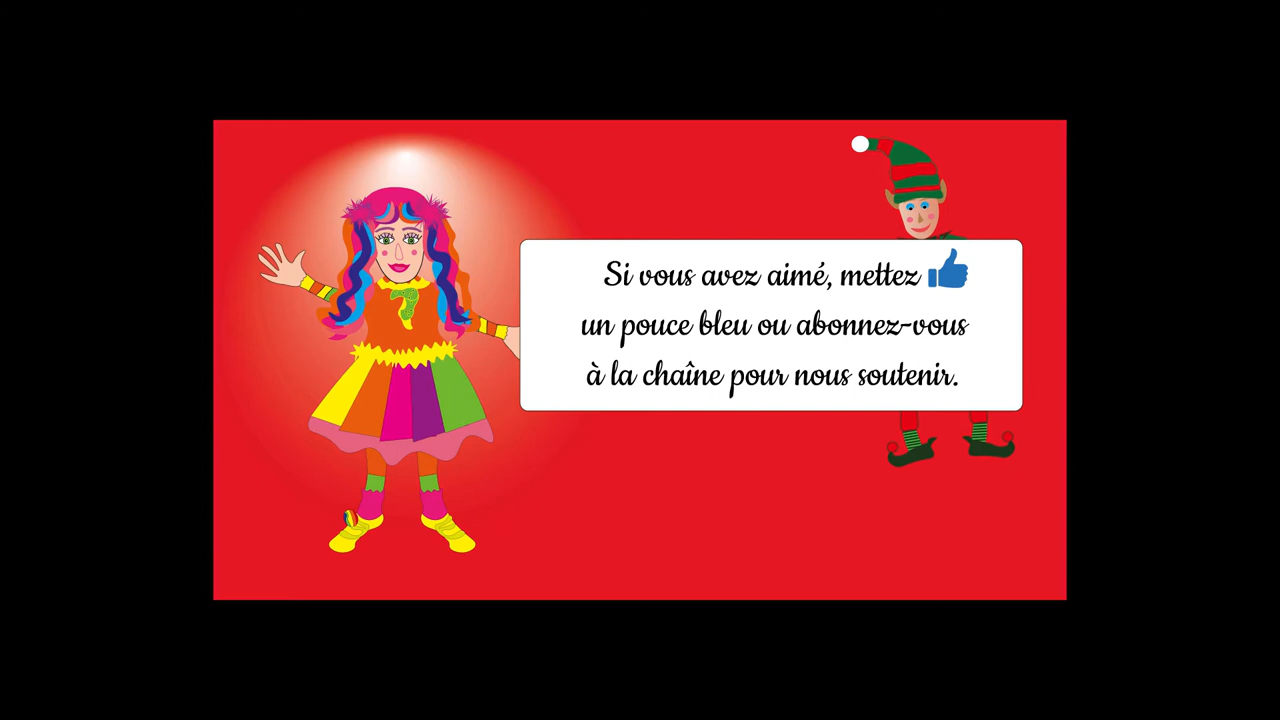 Si vous avez aimé, mettez
un pouce bleu ou abonnez-vous
à la chaîne pour nous soutenir.